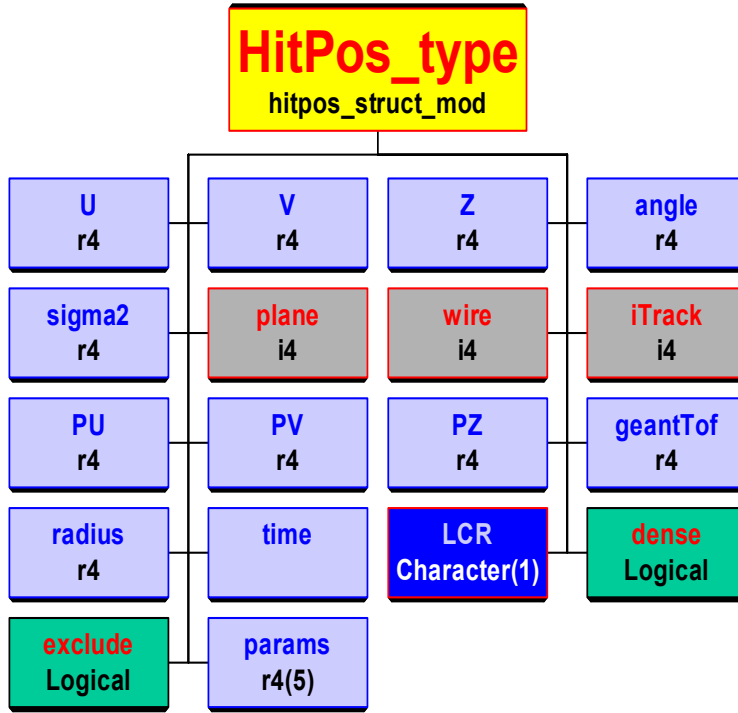 HitPos_type
hitpos_struct_mod
U
r4
V
r4
Z
r4
angle
r4
sigma2
r4
plane
i4
wire
i4
iTrack
i4
PU
r4
PV
r4
PZ
r4
geantTof
r4
radius
r4
time
LCR
Character(1)
dense
Logical
exclude
Logical
params
r4(5)